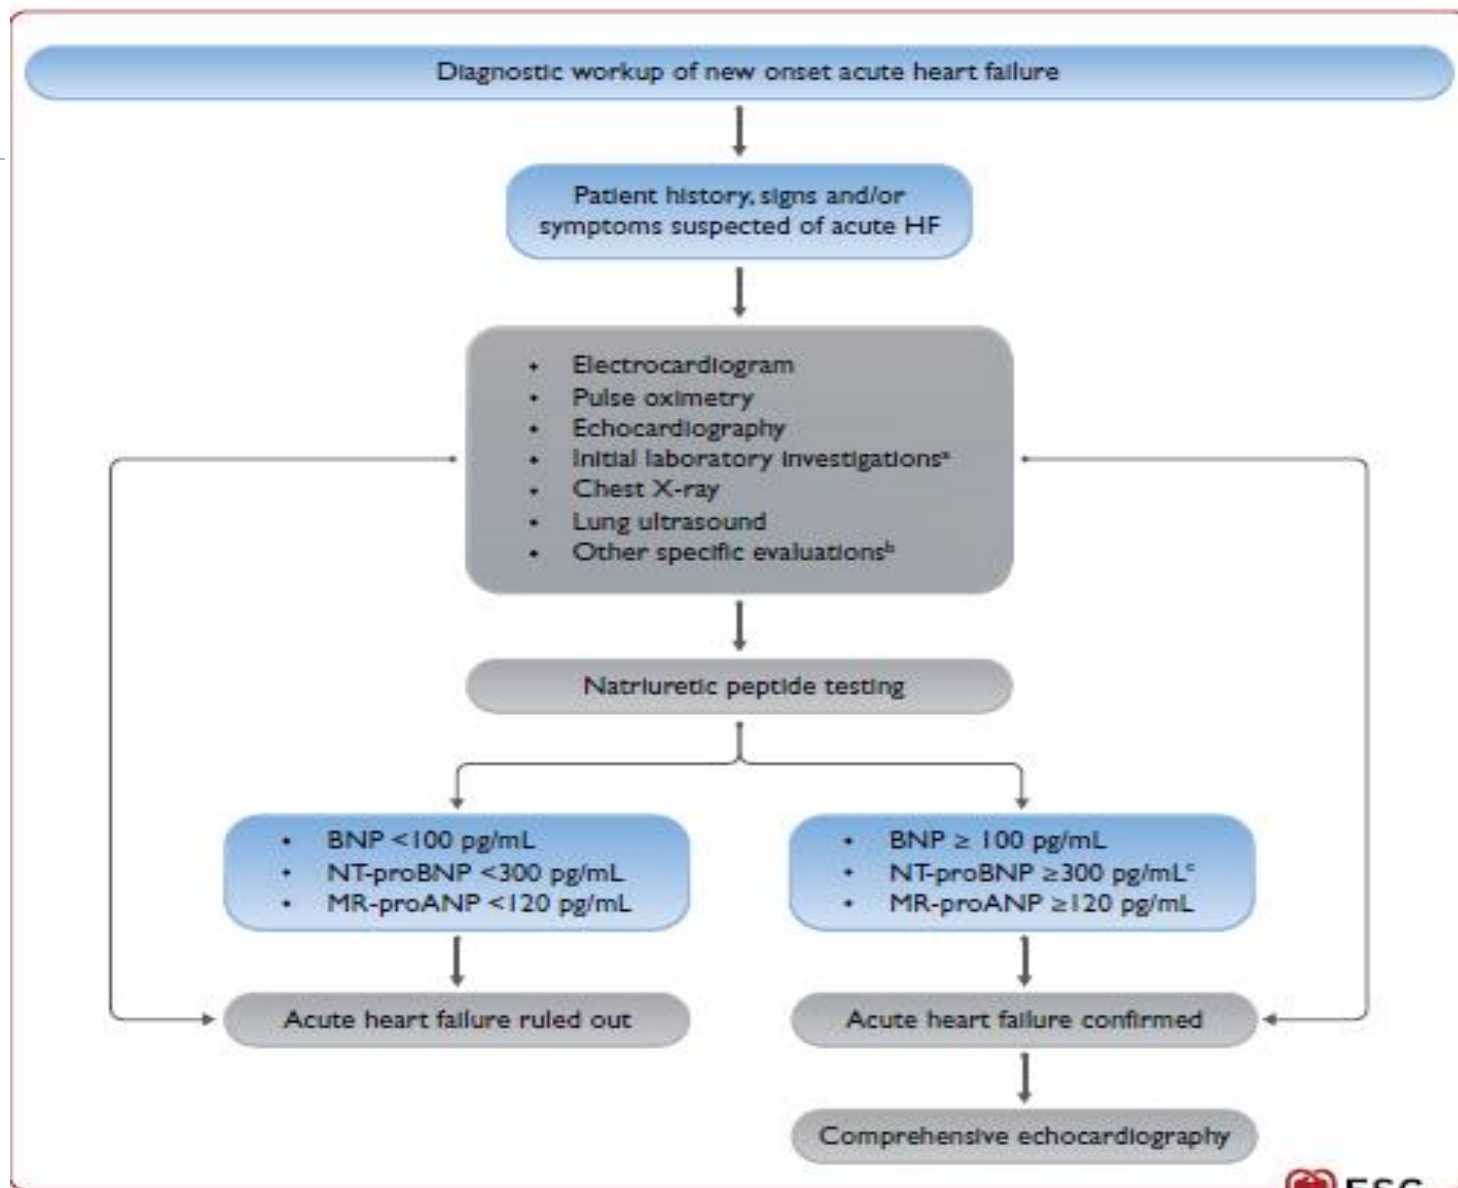 Diagnostic workup of new onset acute heart failure
Patient history, signs and/or
symptoms suspected of acute HF
• Electrocardiogram
• Pulse oximetry
• Echocardiography
• Initial laboratory investigationsᵃ
• Chest X-ray
• Lung ultrasound
• Other specific evaluationsᵇ
Natriuretic peptide testing
• BNP <100 pg/mL
• NT-proBNP <300 pg/mL
• MR-proANP <120 pg/mL
• BNP ≥ 100 pg/mL
• NT-proBNP ≥300 pg/mLᶜ
• MR-proANP ≥120 pg/mL
Acute heart failure ruled out
Acute heart failure confirmed
Comprehensive echocardiography
ESC